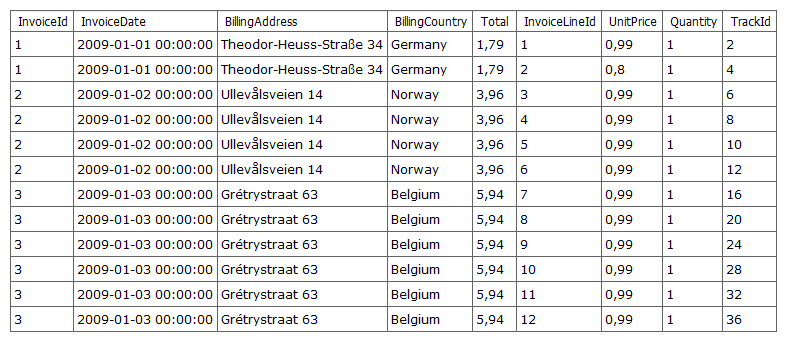 InvoiceId InvoiceDate BillingAddress BillingCountry Total InvoiceLineId UnitPrice Quantity TrackId
1 2009-01-01 00:00:00 Theodor-Heuss-Straße 34 Germany 1,79 1 0,99 1 2
1 2009-01-01 00:00:00 Theodor-Heuss-Straße 34 Germany 1,79 2 0,8 1 4
2 2009-01-02 00:00:00 Ullevålsveien 14 Norway 3,96 3 0,99 1 6
2 2009-01-02 00:00:00 Ullevålsveien 14 Norway 3,96 4 0,99 1 8
2 2009-01-02 00:00:00 Ullevålsveien 14 Norway 3,96 5 0,99 1 10
2 2009-01-02 00:00:00 Ullevålsveien 14 Norway 3,96 6 0,99 1 12
3 2009-01-03 00:00:00 Grétrystraat 63 Belgium 5,94 7 0,99 1 16
3 2009-01-03 00:00:00 Grétrystraat 63 Belgium 5,94 8 0,99 1 20
3 2009-01-03 00:00:00 Grétrystraat 63 Belgium 5,94 9 0,99 1 24
3 2009-01-03 00:00:00 Grétrystraat 63 Belgium 5,94 10 0,99 1 28
3 2009-01-03 00:00:00 Grétrystraat 63 Belgium 5,94 11 0,99 1 32
3 2009-01-03 00:00:00 Grétrystraat 63 Belgium 5,94 12 0,99 1 36